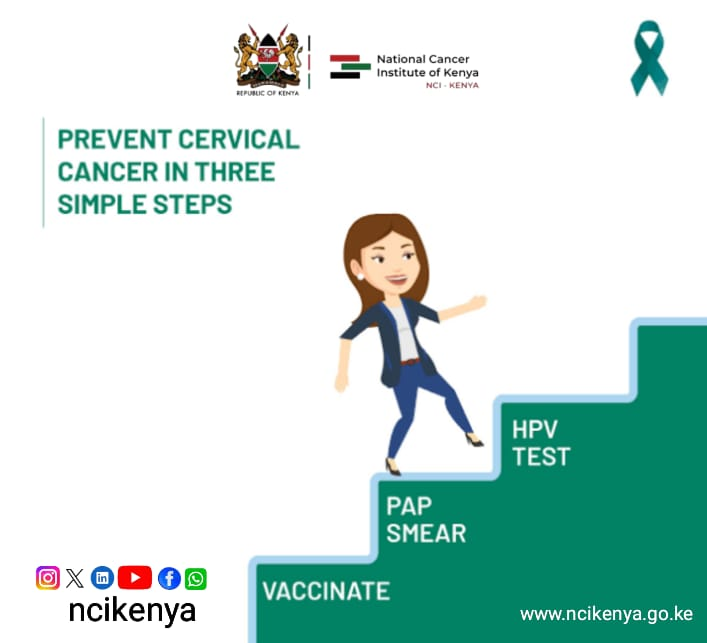 REPUBLIC OF KENYA
National Cancer
Institute of Kenya
NCI - KENYA
PREVENT CERVICAL
CANCER IN THREE
SIMPLE STEPS
HPV
TEST
PAP
SMEAR
VACCINATE
ncikenya
www.ncikenya.go.ke